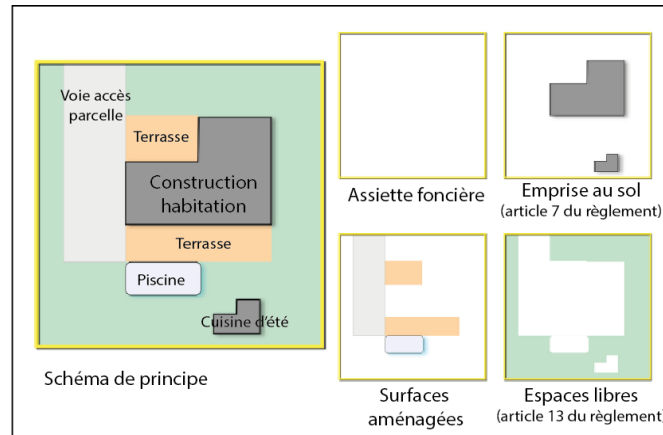 Voie accès
parcelle
Terrasse
Construction
habitation
Terrasse
Piscine
Cuisine d'été
Schéma de principe
Assiette foncière
Emprise au sol
(article 7 du règlement)
Surfaces
aménagées
Espaces libres
(article 13 du règlement)